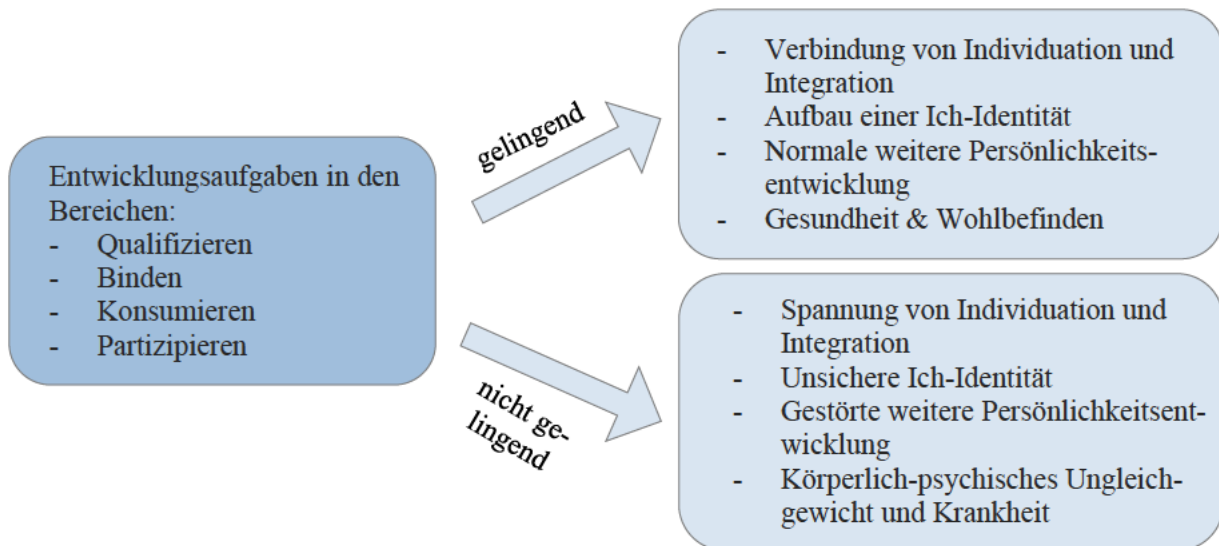 Entwicklungsaufgaben in den
Bereichen:
- Qualifizieren
- Binden
- Konsumieren
- Partizipieren
gelingend
- Verbindung von Individuation und
Integration
- Aufbau einer Ich-Identität
- Normale weitere Persönlichkeits-
entwicklung
- Gesundheit & Wohlbefinden
nicht ge-
lingend
- Spannung von Individuation und
Integration
- Unsichere Ich-Identität
- Gestörte weitere Persönlichkeitsent-
wicklung
- Körperlich-psychisches Ungleich-
gewicht und Krankheit